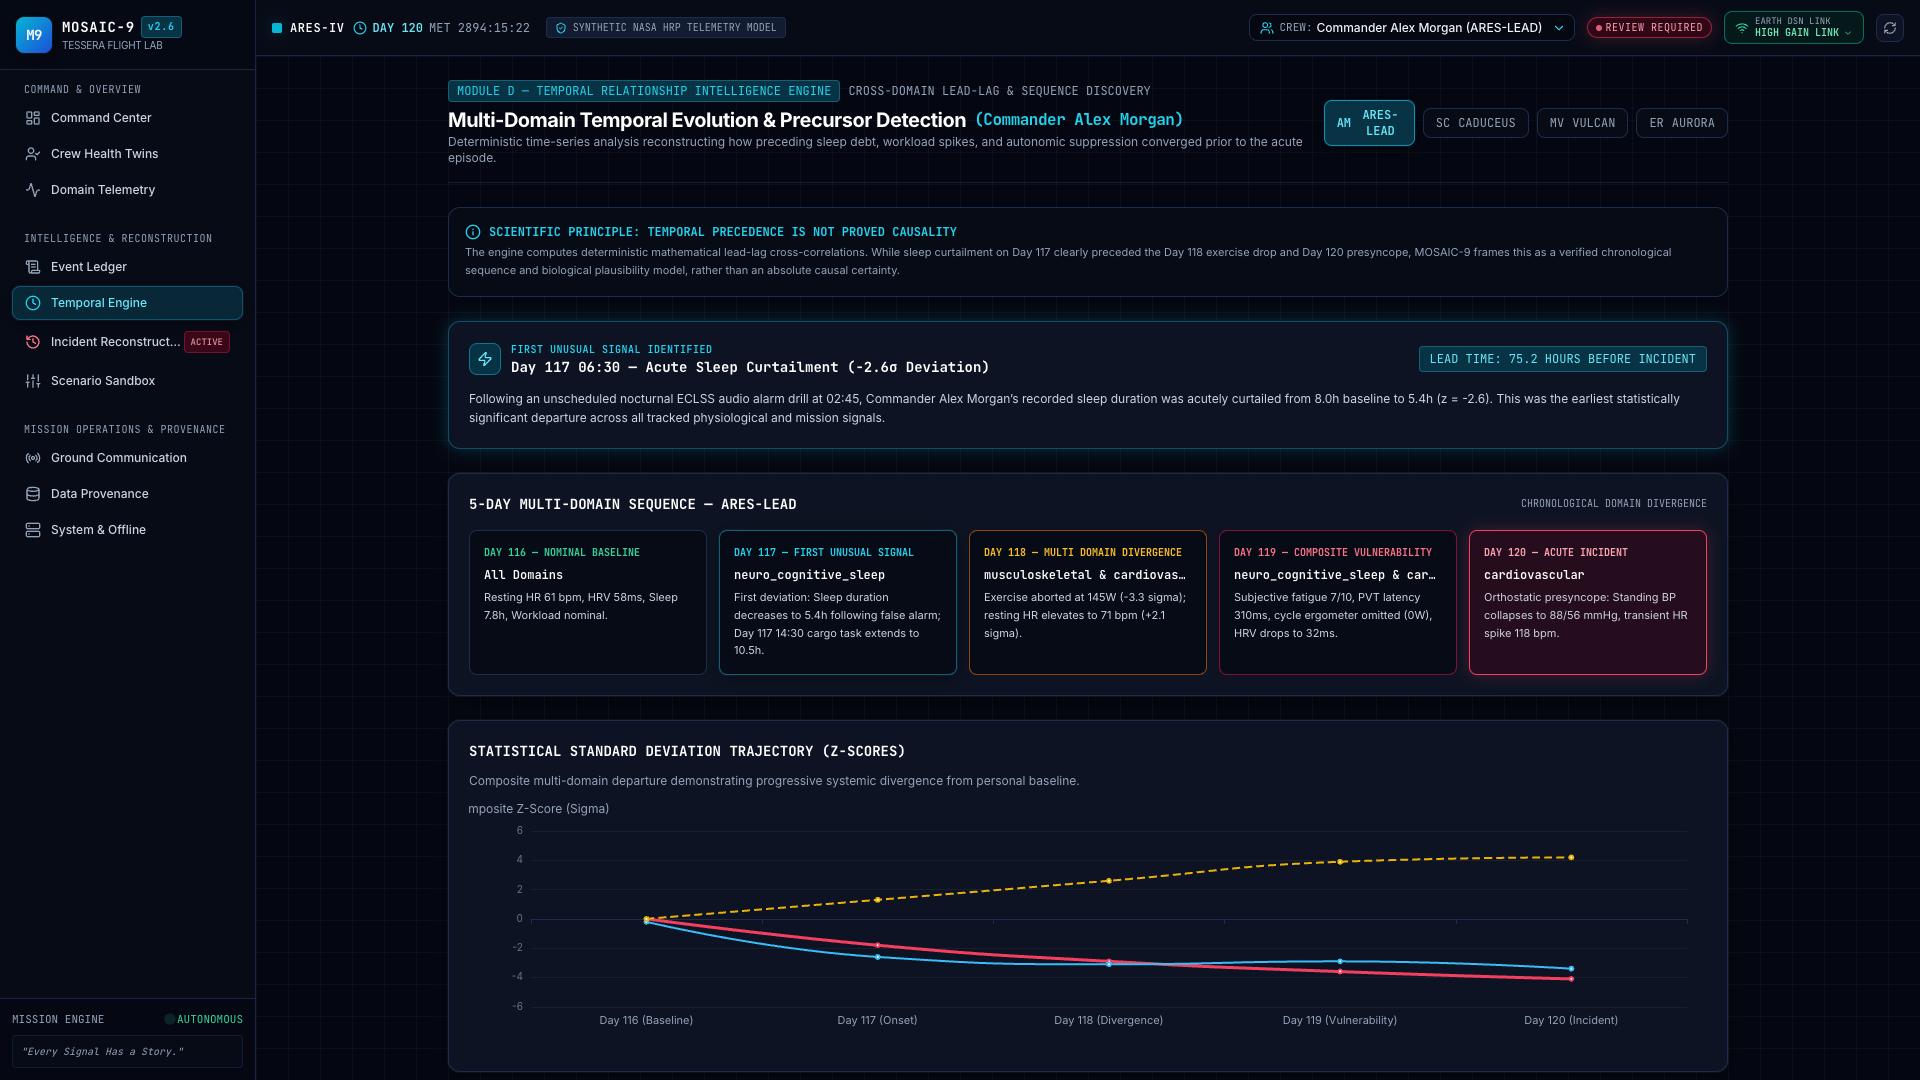 M9
MOSAIC-9 v2.6
TESSERA FLIGHT LAB
COMMAND & OVERVIEW
Command Center
Crew Health Twins
Domain Telemetry
INTELLIGENCE & RECONSTRUCTION
Event Ledger
Temporal Engine
Incident Reconstruct... ACTIVE
Scenario Sandbox
MISSION OPERATIONS & PROVENANCE
Ground Communication
Data Provenance
System & Offline
MISSION ENGINE AUTONOMOUS
"Every Signal Has a Story."
ARES-IV DAY 120 MET 2894:15:22 SYNTHETIC NASA HRP TELEMETRY MODEL
CREW: Commander Alex Morgan (ARES-LEAD)
REVIEW REQUIRED
EARTH DSN LINK
HIGH GAIN LINK
MODULE D — TEMPORAL RELATIONSHIP INTELLIGENCE ENGINE CROSS-DOMAIN LEAD-LAG & SEQUENCE DISCOVERY
Multi-Domain Temporal Evolution & Precursor Detection (Commander Alex Morgan)
Deterministic time-series analysis reconstructing how preceding sleep debt, workload spikes, and autonomic suppression converged prior to the acute
episode.
AM ARES-
LEAD
SC CADUCEUS
MV VULCAN
ER AURORA
SCIENTIFIC PRINCIPLE: TEMPORAL PRECEDENCE IS NOT PROVED CAUSALITY
The engine computes deterministic mathematical lead-lag cross-correlations. While sleep curtailment on Day 117 clearly preceded the Day 118 exercise drop and Day 120 presyncope, MOSAIC-9 frames this as a verified chronological
sequence and biological plausibility model, rather than an absolute causal certainty.
FIRST UNUSUAL SIGNAL IDENTIFIED
Day 117 06:30 — Acute Sleep Curtailment (-2.6σ Deviation)
LEAD TIME: 75.2 HOURS BEFORE INCIDENT
Following an unscheduled nocturnal ECLSS audio alarm drill at 02:45, Commander Alex Morgan's recorded sleep duration was acutely curtailed from 8.0h baseline to 5.4h (z = -2.6). This was the earliest statistically
significant departure across all tracked physiological and mission signals.
5-DAY MULTI-DOMAIN SEQUENCE — ARES-LEAD
CHRONOLOGICAL DOMAIN DIVERGENCE
DAY 116 — NOMINAL BASELINE
All Domains
Resting HR 61 bpm, HRV 58ms, Sleep
7.8h, Workload nominal.
DAY 117 — FIRST UNUSUAL SIGNAL
neuro_cognitive_sleep
First deviation: Sleep duration
decreases to 5.4h following false alarm;
Day 117 14:30 cargo task extends to
10.5h.
DAY 118 — MULTI DOMAIN DIVERGENCE
musculoskeletal & cardiovas...
Exercise aborted at 145W (-3.3 sigma);
resting HR elevates to 71 bpm (+2.1
sigma).
DAY 119 — COMPOSITE VULNERABILITY
neuro_cognitive_sleep & car...
Subjective fatigue 7/10, PVT latency
310ms, cycle ergometer omitted (0W),
HRV drops to 32ms.
DAY 120 — ACUTE INCIDENT
cardiovascular
Orthostatic presyncope: Standing BP
collapses to 88/56 mmHg, transient HR
spike 118 bpm.
STATISTICAL STANDARD DEVIATION TRAJECTORY (Z-SCORES)
Composite multi-domain departure demonstrating progressive systemic divergence from personal baseline.
mposite Z-Score (Sigma)
6
4
2
0
-2
-4
-6
Day 116 (Baseline) Day 117 (Onset) Day 118 (Divergence) Day 119 (Vulnerability) Day 120 (Incident)